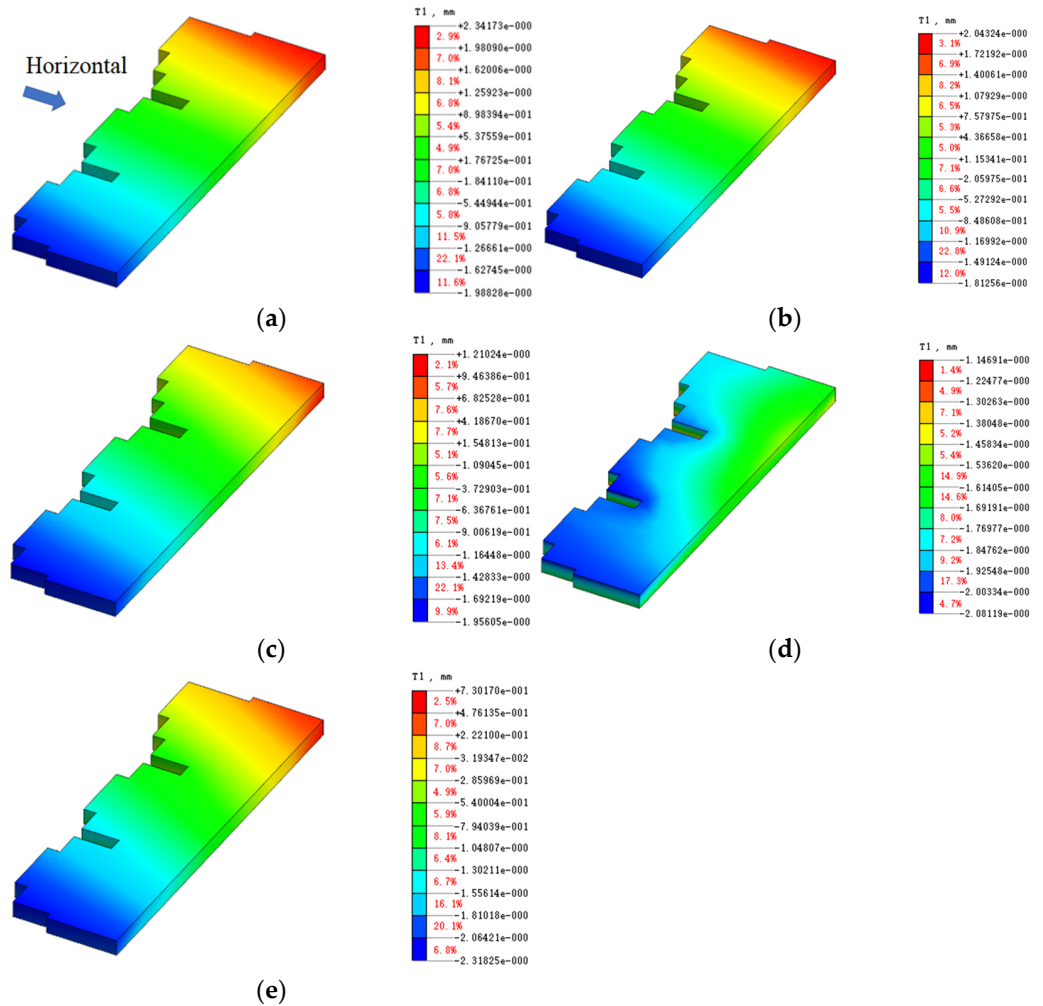 Horizontal
T1 , mm
+2.34173e-000
2.9%
+1.98090e-000
7.0%
+1.62006e-000
8.1%
+1.25923e-000
6.8%
+8.98394e-001
5.4%
+5.37559e-001
4.9%
+1.76725e-001
7.0%
-1.84110e-001
6.8%
-5.44944e-001
5.8%
-9.05779e-001
11.5%
-1.26661e-000
22.1%
-1.62745e-000
11.6%
-1.98828e-000
(a)
T1 , mm
+2.04324e-000
3.1%
+1.72192e-000
6.9%
+1.40061e-000
8.2%
+1.07929e-000
6.5%
+7.57975e-001
5.3%
+4.36658e-001
5.0%
+1.15341e-001
7.1%
-2.05975e-001
6.6%
-5.27292e-001
5.5%
-8.48608e-001
10.9%
-1.16992e-000
22.8%
-1.49124e-000
12.0%
-1.81256e-000
(b)
T1 , mm
+1.21024e-000
2.1%
+9.46386e-001
5.7%
+6.82528e-001
7.6%
+4.18670e-001
7.7%
+1.54813e-001
5.1%
-1.09045e-001
5.6%
-3.72903e-001
7.1%
-6.36761e-001
7.5%
-9.00619e-001
6.1%
-1.16448e-000
13.4%
-1.42833e-000
22.1%
-1.69219e-000
9.9%
-1.95605e-000
(c)
T1 , mm
-1.14691e-000
1.4%
-1.22477e-000
4.9%
-1.30263e-000
7.1%
-1.38048e-000
5.2%
-1.45834e-000
5.4%
-1.53620e-000
14.9%
-1.61405e-000
14.6%
-1.69191e-000
8.0%
-1.76977e-000
7.2%
-1.84762e-000
9.2%
-1.92548e-000
17.3%
-2.00334e-000
4.7%
-2.08119e-000
(d)
T1 , mm
+7.30170e-001
2.5%
+4.76135e-001
7.0%
+2.22100e-001
8.7%
-3.19347e-002
7.0%
-2.85969e-001
4.9%
-5.40004e-001
5.9%
-7.94039e-001
8.1%
-1.04807e-000
6.4%
-1.30211e-000
6.7%
-1.55614e-000
16.1%
-1.81018e-000
20.1%
-2.06421e-000
6.8%
-2.31825e-000
(e)